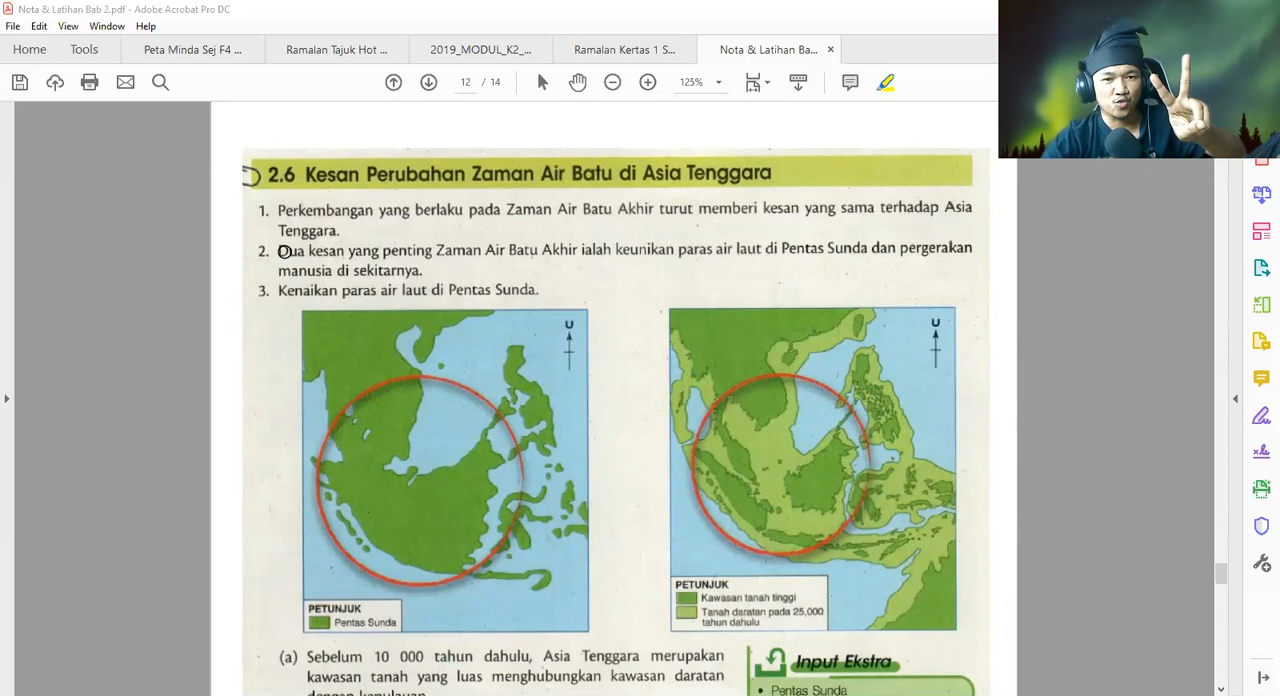 Nota & Latihan Bab 2.pdf - Adobe Acrobat Pro DC
File Edit View Window Help
Home Tools Peta Minda Sej F4 ... Ramalan Tajuk Hot ... 2019_MODUL_K2_... Ramalan Kertas 1 S... Nota & Latihan Ba... ×
12 / 14 125%
2.6 Kesan Perubahan Zaman Air Batu di Asia Tenggara
1. Perkembangan yang berlaku pada Zaman Air Batu Akhir turut memberi kesan yang sama terhadap Asia
Tenggara.
2. Dua kesan yang penting Zaman Air Batu Akhir ialah keunikan paras air laut di Pentas Sunda dan pergerakan
manusia di sekitarnya.
3. Kenaikan paras air laut di Pentas Sunda.
U
PETUNJUK
Pentas Sunda
U
PETUNJUK
Kawasan tanah tinggi
Tanah daratan pada 25,000
tahun dahulu
(a) Sebelum 10 000 tahun dahulu, Asia Tenggara merupakan
kawasan tanah yang luas menghubungkan kawasan daratan
dengan kepulauan.
Input Ekstra
• Pentas Sunda